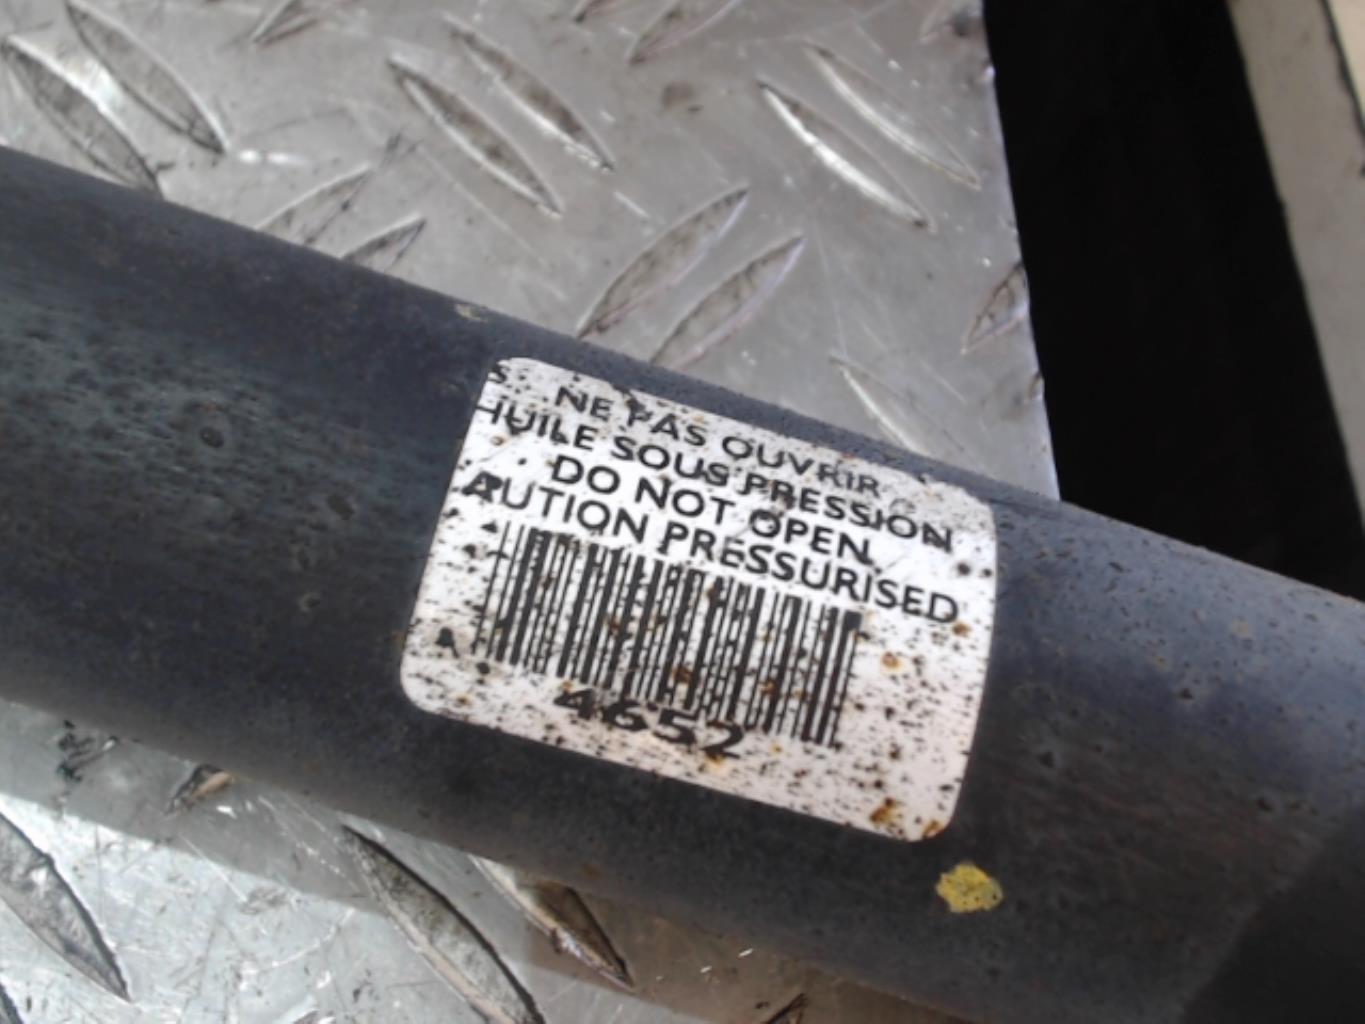 S. NE PAS OUVRIR
HUILE SOUS PRESSION
DO NOT OPEN
AUTION PRESSURISED
4652